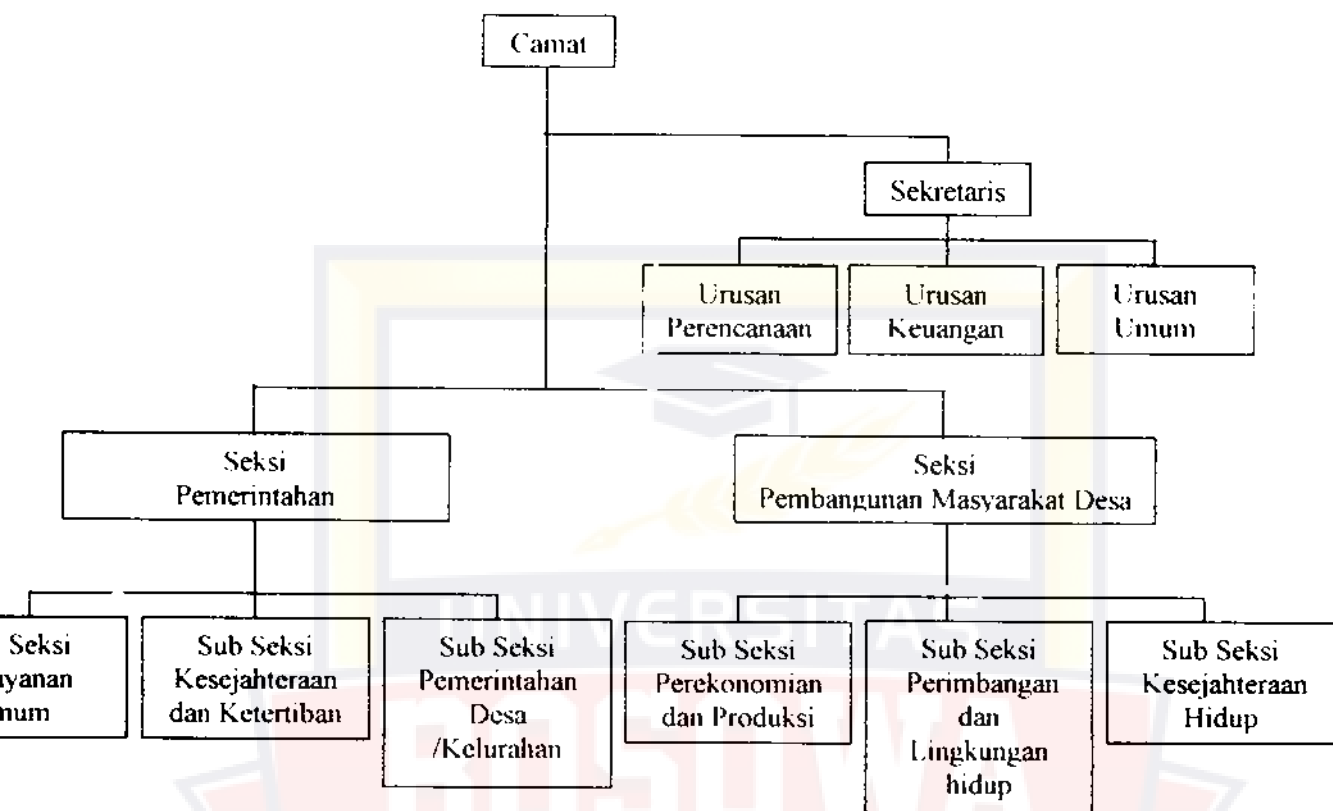 Camat
Sekretaris
Urusan
Perencanaan
Urusan
Keuangan
Urusan
Umum
Seksi
Pemerintahan
Seksi
Pembangunan Masyarakat Desa
Seksi
Sub Seksi
Kesejahteraan
dan Ketertiban
Sub Seksi
Pemerintahan
Desa
/Kelurahan
Sub Seksi
Perekonomian
dan Produksi
Sub Seksi
Perimbangan
dan
Lingkungan
hidup
Sub Seksi
Kesejahteraan
Hidup
UNIVERSITAS
BOSOWA